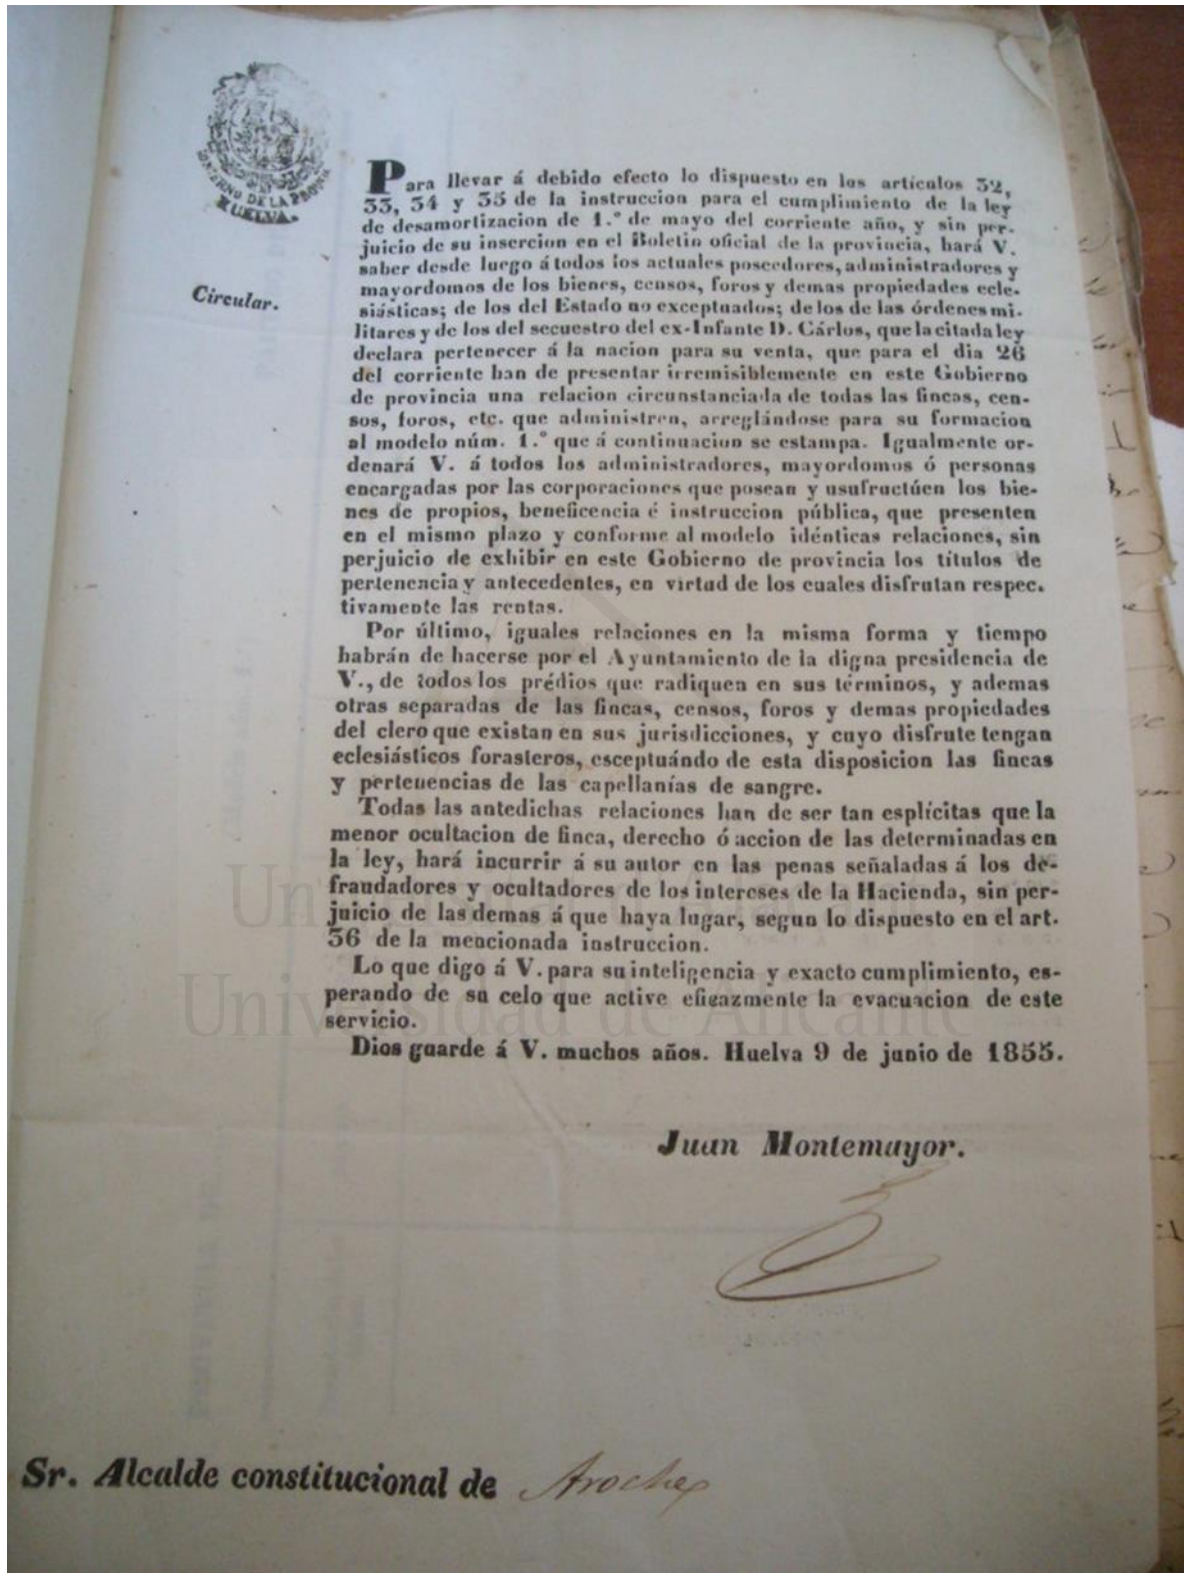 GOBIERNO DE LA PROVINCIA
HUELVA.
Circular.
Para llevar á debido efecto lo dispuesto en los artículos 32,
33, 34 y 35 de la instruccion para el cumplimiento de la ley
de desamortizacion de 1.º de mayo del corriente año, y sin per-
juicio de su insercion en el Boletin oficial de la provincia, hará V.
saber desde luego á todos los actuales poseedores, administradores y
mayordomos de los bienes, censos, foros y demas propiedades ecle-
siásticas; de los del Estado no exceptuados; de los de las órdenes mi-
litares y de los del secuestro del ex-Infante D. Cárlos, que la citada ley
declara pertenecer á la nacion para su venta, que para el dia 26
del corriente han de presentar irremisiblemente en este Gobierno
de provincia una relacion circunstanciada de todas las fincas, cen-
sos, foros, etc. que administren, arreglándose para su formacion
al modelo núm. 1.º que á continuacion se estampa. Igualmente or-
denará V. á todos los administradores, mayordomos ó personas
encargadas por las corporaciones que posean y usufructúen los bie-
nes de propios, beneficencia é instruccion pública, que presenten
en el mismo plazo y conforme al modelo idénticas relaciones, sin
perjuicio de exhibir en este Gobierno de provincia los títulos de
pertenencia y antecedentes, en virtud de los cuales disfrutan respec-
tivamente las rentas.
Por último, iguales relaciones en la misma forma y tiempo
habrán de hacerse por el Ayuntamiento de la digna presidencia de
V., de todos los prédios que radiquen en sus términos, y ademas
otras separadas de las fincas, censos, foros y demas propiedades
del clero que existan en sus jurisdicciones, y cuyo disfrute tengan
eclesiásticos forasteros, esceptuándo de esta disposicion las fincas
y pertenencias de las capellanías de sangre.
Todas las antedichas relaciones han de ser tan esplícitas que la
menor ocultacion de finca, derecho ó accion de las determinadas en
la ley, hará incurrir á su autor en las penas señaladas á los de-
fraudadores y ocultadores de los intereses de la Hacienda, sin per-
juicio de las demas á que haya lugar, segun lo dispuesto en el art.
36 de la mencionada instruccion.
Lo que digo á V. para su inteligencia y exacto cumplimiento, es-
perando de su celo que active eficazmente la evacuacion de este
servicio.
Dios guarde á V. muchos años. Huelva 9 de junio de 1855.
Juan Montemayor.
Sr. Alcalde constitucional de Aroche
Universidad de Alicante